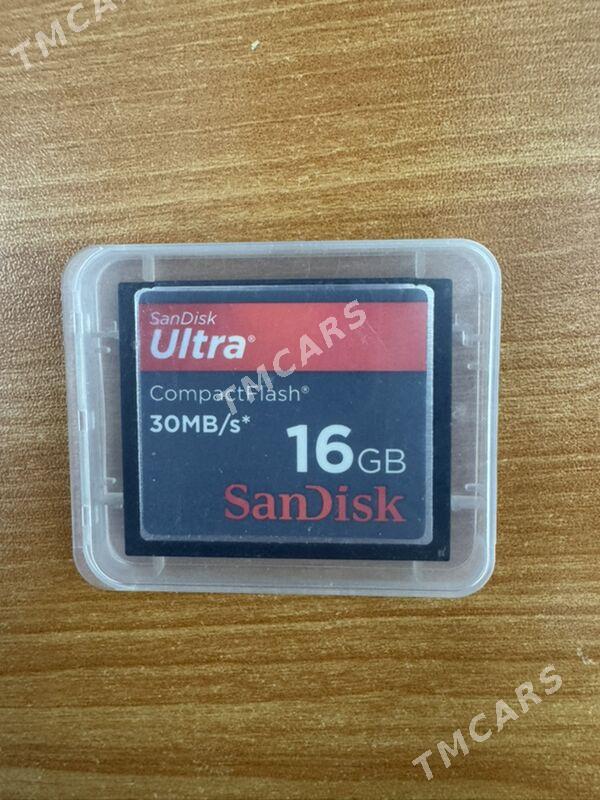 TMCARS
SanDisk
Ultra®
CompactFlash®
30MB/s*
16GB
SanDisk
TMCARS
TMCARS